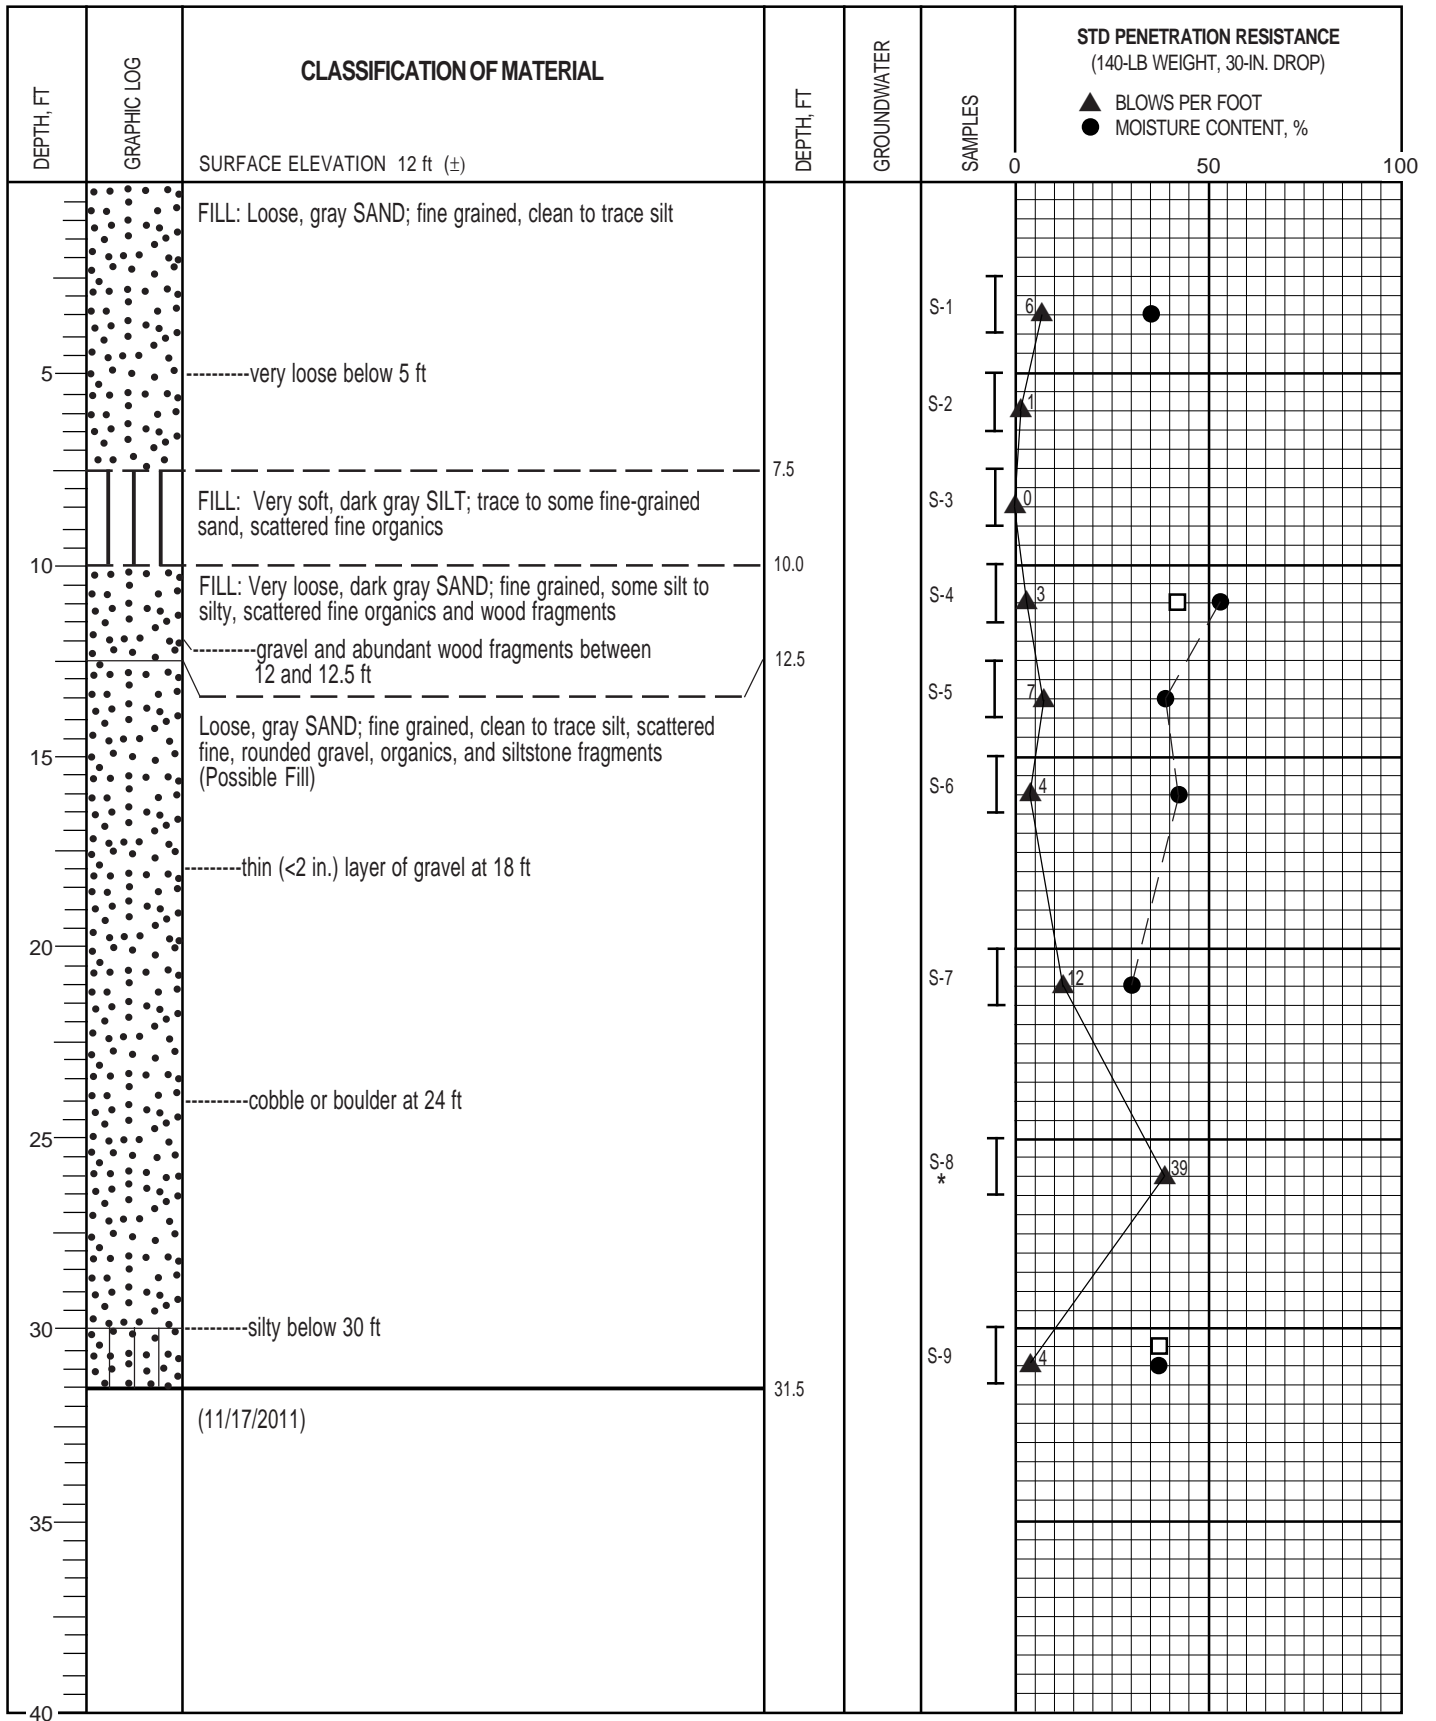 DEPTH, FT
GRAPHIC LOG
CLASSIFICATION OF MATERIAL
SURFACE ELEVATION 12 ft (±)
DEPTH, FT
GROUNDWATER
SAMPLES
STD PENETRATION RESISTANCE
(140-LB WEIGHT, 30-IN. DROP)
▲ BLOWS PER FOOT
● MOISTURE CONTENT, %
0 50 100
FILL: Loose, gray SAND; fine grained, clean to trace silt
S-1
6
5
----------very loose below 5 ft
S-2
1
7.5
FILL: Very soft, dark gray SILT; trace to some fine-grained
sand, scattered fine organics
S-3
0
10
10.0
FILL: Very loose, dark gray SAND; fine grained, some silt to
silty, scattered fine organics and wood fragments
S-4
3
----------gravel and abundant wood fragments between
12 and 12.5 ft
12.5
S-5
7
Loose, gray SAND; fine grained, clean to trace silt, scattered
fine, rounded gravel, organics, and siltstone fragments
(Possible Fill)
15
S-6
4
---------thin (<2 in.) layer of gravel at 18 ft
20
S-7
12
----------cobble or boulder at 24 ft
25
S-8
*
39
30
----------silty below 30 ft
S-9
4
31.5
(11/17/2011)
35
40